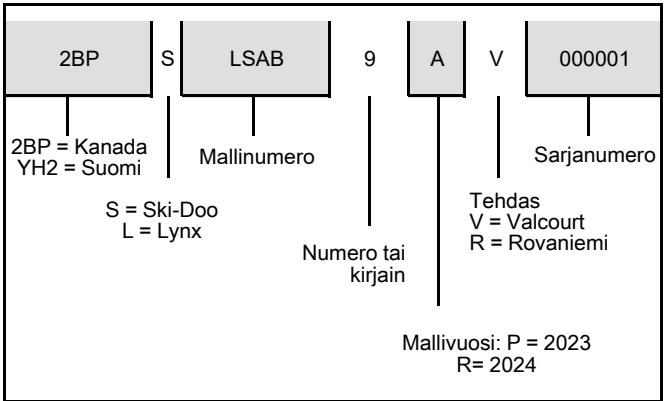 2BP S LSAB 9 A V 000001
2BP = Kanada
YH2 = Suomi
Mallinumero
Sarjanumero
S = Ski-Doo
L = Lynx
Tehdas
V = Valcourt
R = Rovaniemi
Numero tai
kirjain
Mallivuosi: P = 2023
R= 2024